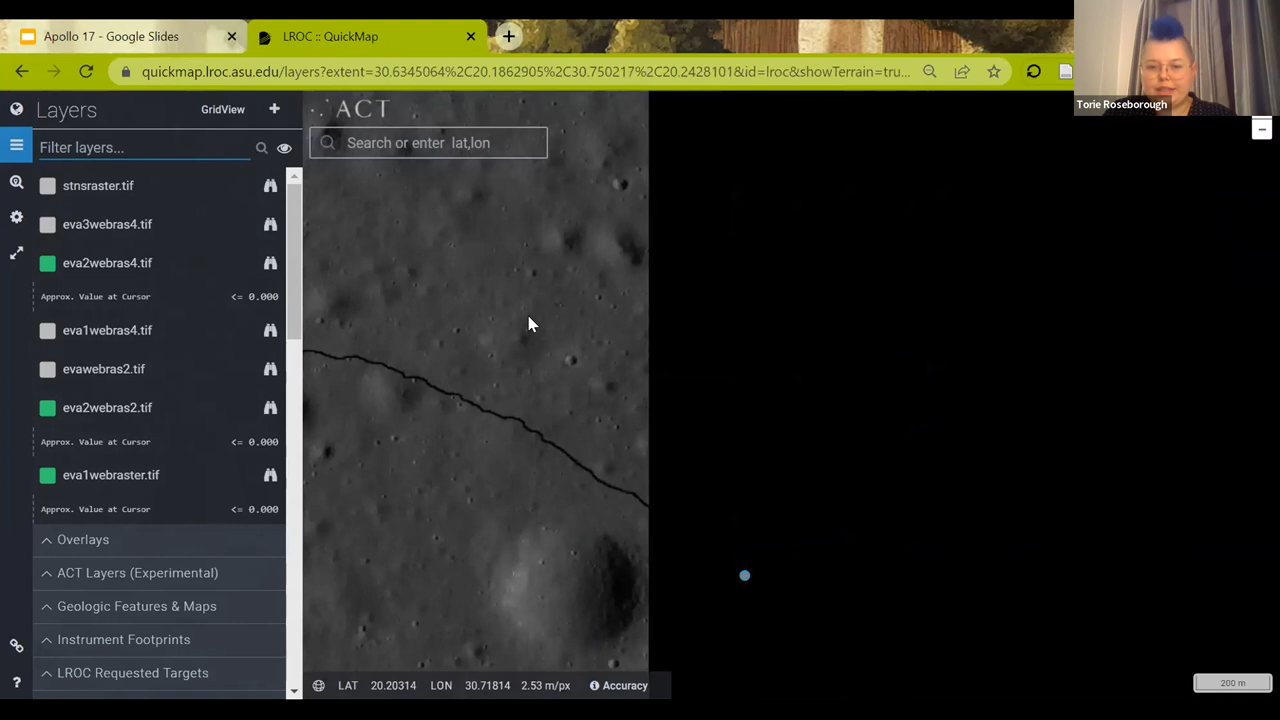 Apollo 17 - Google Slides
LROC :: QuickMap
quickmap.lroc.asu.edu/layers?extent=30.6345064%2C20.1862905%2C30.750217%2C20.2428101&id=lroc&showTerrain=tru...
Torie Roseborough
Layers
GridView
ACT
Filter layers...
Search or enter lat,lon
stnsraster.tif
eva3webras4.tif
eva2webras4.tif
Approx. Value at Cursor <= 0.000
eva1webras4.tif
evawebras2.tif
eva2webras2.tif
Approx. Value at Cursor <= 0.000
eva1webraster.tif
Approx. Value at Cursor <= 0.000
Overlays
ACT Layers (Experimental)
Geologic Features & Maps
Instrument Footprints
LROC Requested Targets
LAT 20.20314 LON 30.71814 2.53 m/px Accuracy
200 m